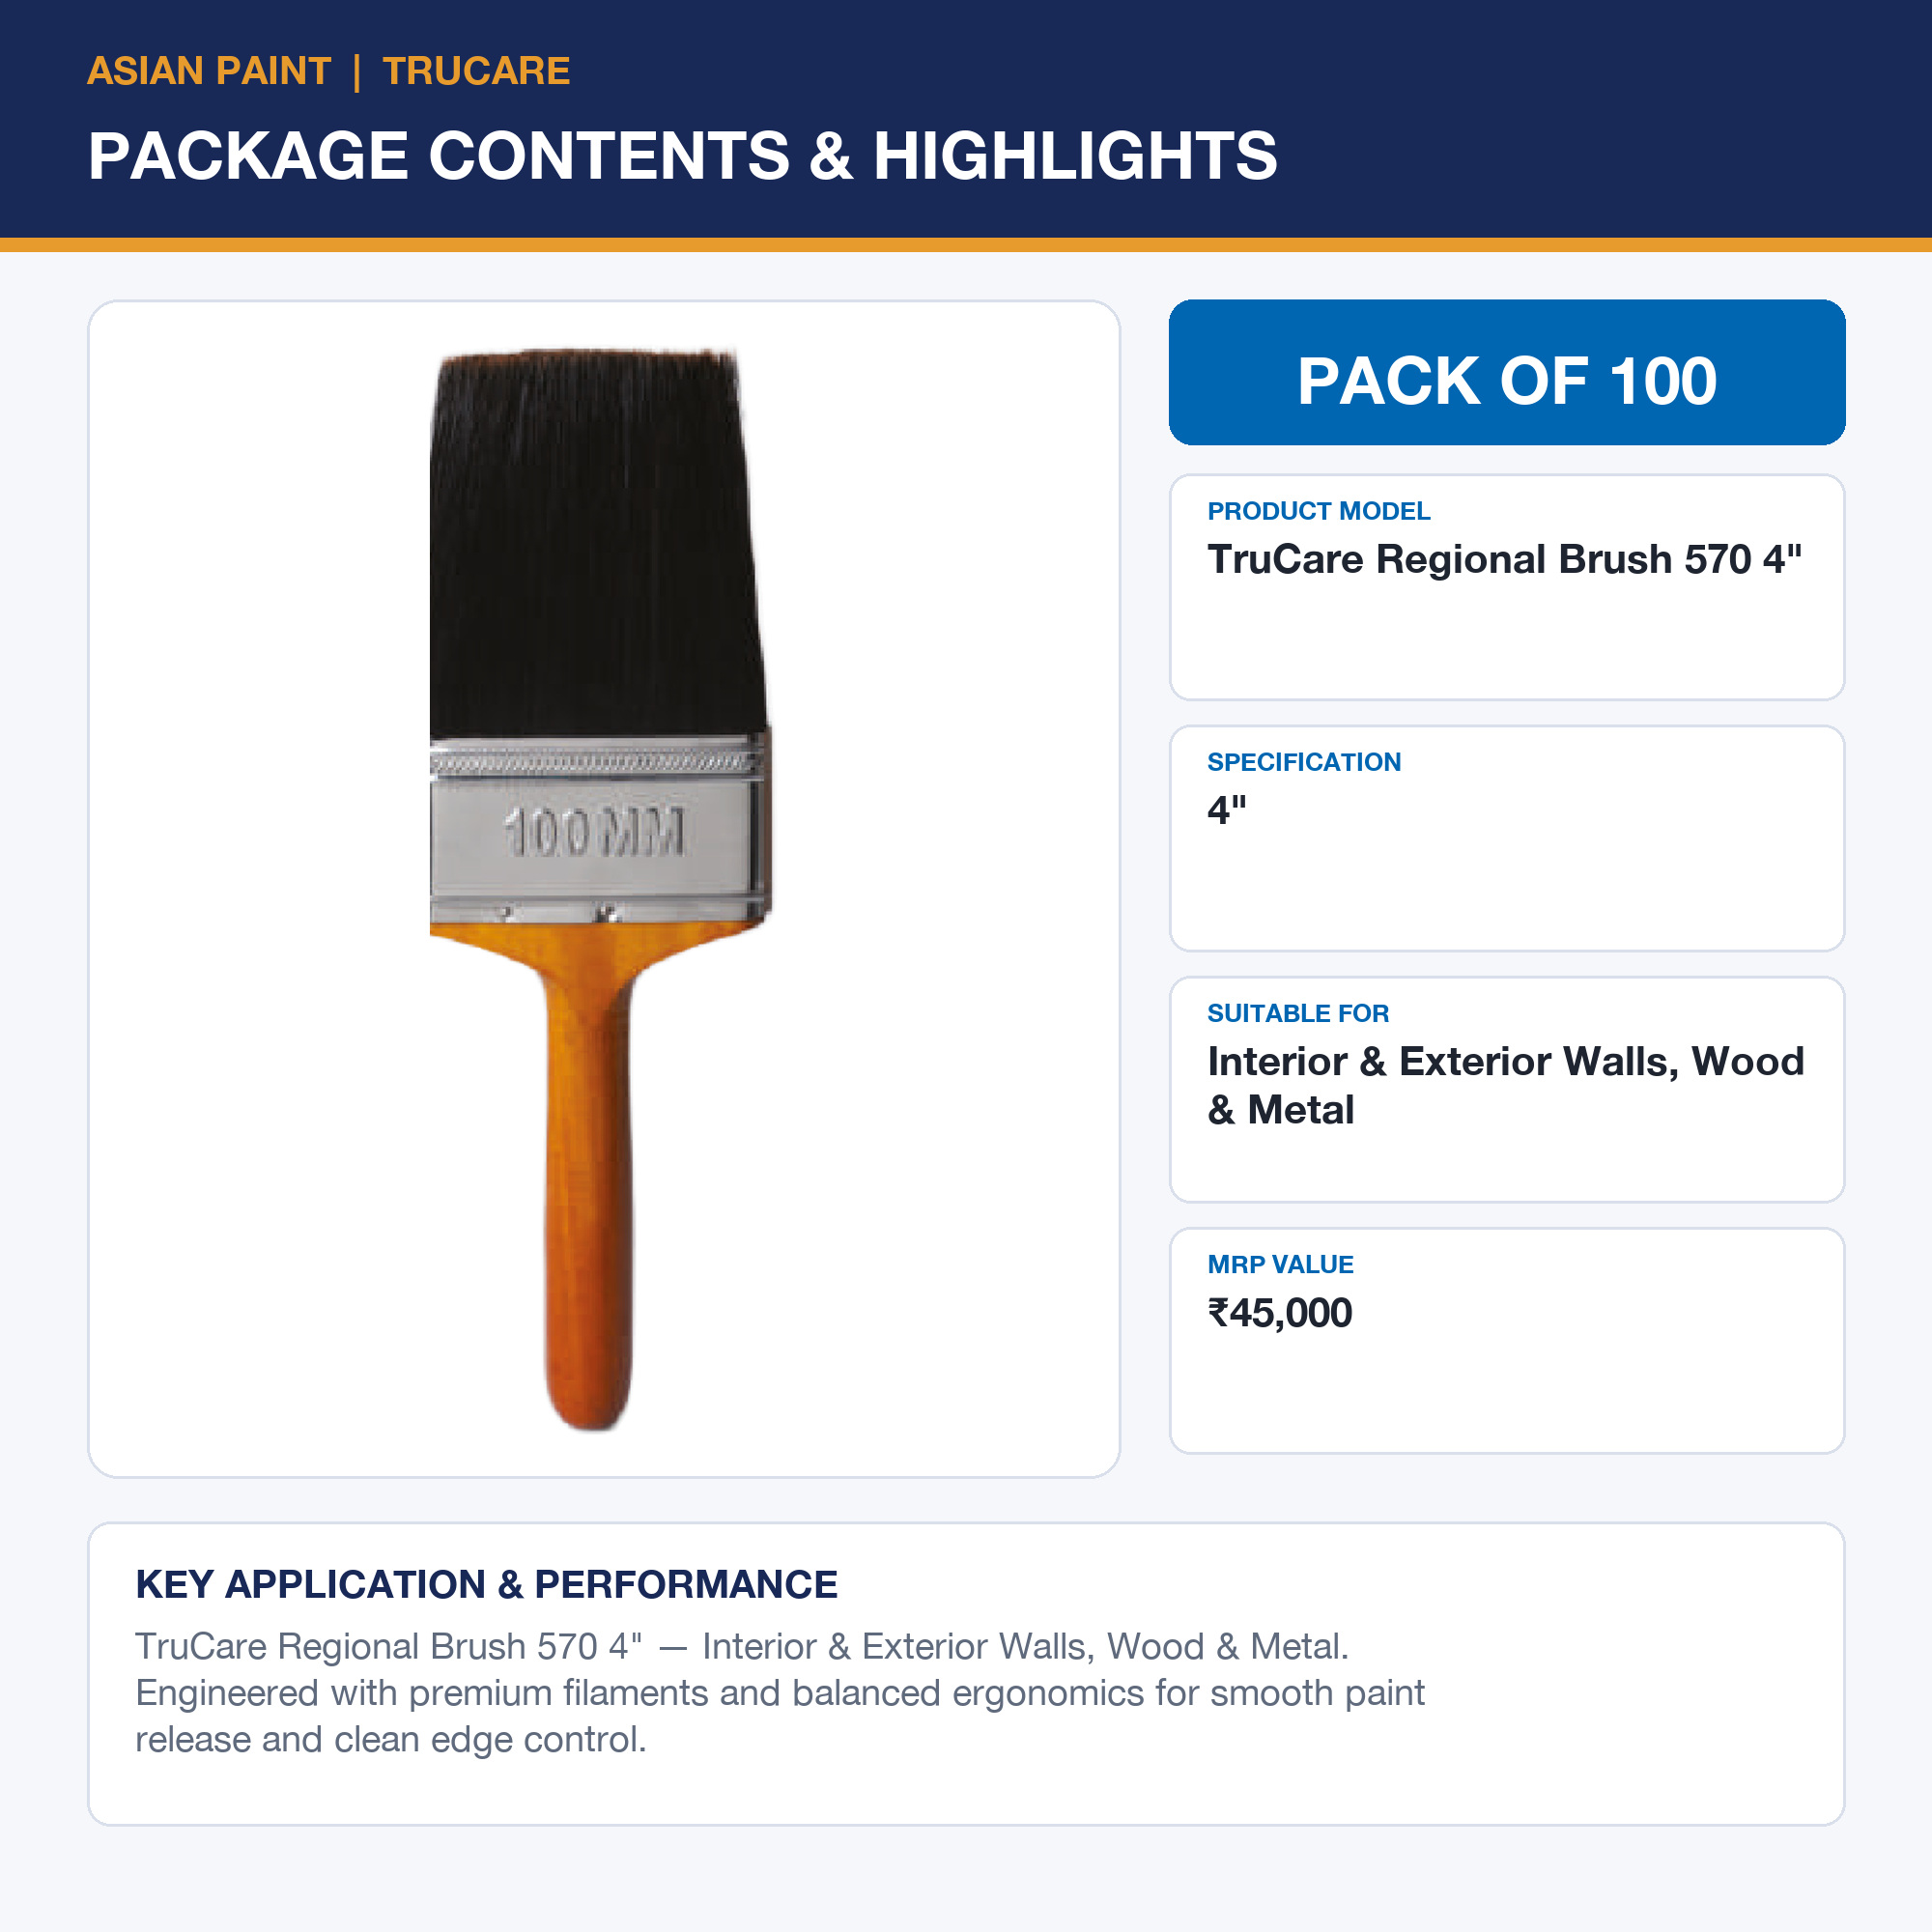 ASIAN PAINT | TRUCARE
PACKAGE CONTENTS & HIGHLIGHTS
100 MM
PACK OF 100
PRODUCT MODEL
TruCare Regional Brush 570 4"
SPECIFICATION
4"
SUITABLE FOR
Interior & Exterior Walls, Wood
& Metal
MRP VALUE
₹45,000
KEY APPLICATION & PERFORMANCE
TruCare Regional Brush 570 4" — Interior & Exterior Walls, Wood & Metal.
Engineered with premium filaments and balanced ergonomics for smooth paint
release and clean edge control.